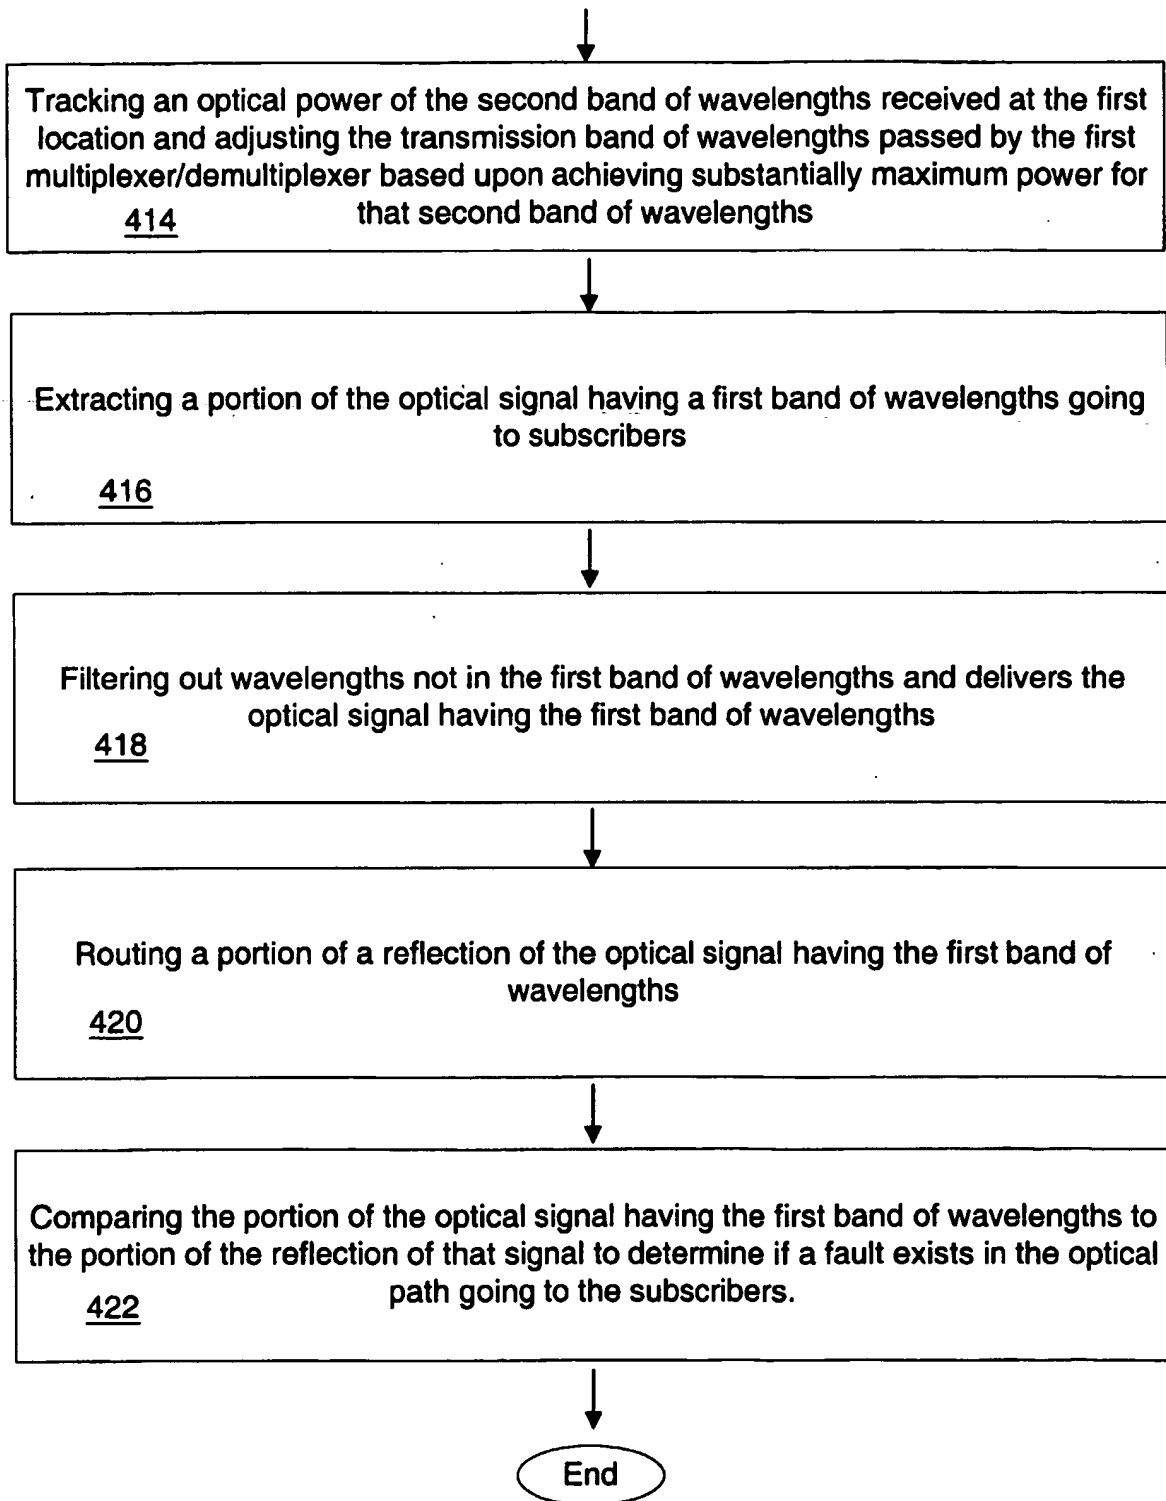 Tracking an optical power of the second band of wavelengths received at the first
location and adjusting the transmission band of wavelengths passed by the first
multiplexer/demultiplexer based upon achieving substantially maximum power for
that second band of wavelengths
414
Extracting a portion of the optical signal having a first band of wavelengths going
to subscribers
416
Filtering out wavelengths not in the first band of wavelengths and delivers the
optical signal having the first band of wavelengths
418
Routing a portion of a reflection of the optical signal having the first band of
wavelengths
420
Comparing the portion of the optical signal having the first band of wavelengths to
the portion of the reflection of that signal to determine if a fault exists in the optical
path going to the subscribers.
422
End